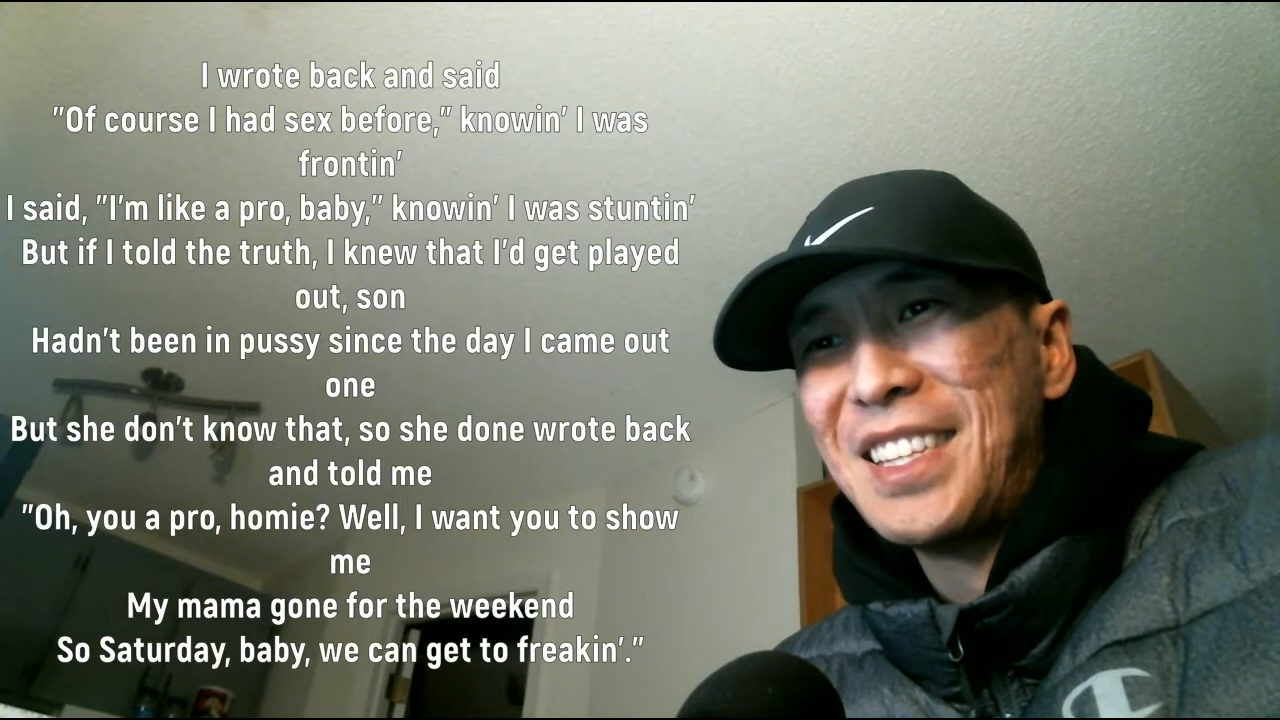 I wrote back and said
"Of course I had sex before," knowin' I was
frontin'
I said, "I'm like a pro, baby," knowin' I was stuntin'
But if I told the truth, I knew that I'd get played
out, son
Hadn't been in pussy since the day I came out
one
But she don't know that, so she done wrote back
and told me
"Oh, you a pro, homie? Well, I want you to show
me
My mama gone for the weekend
So Saturday, baby, we can get to freakin'."